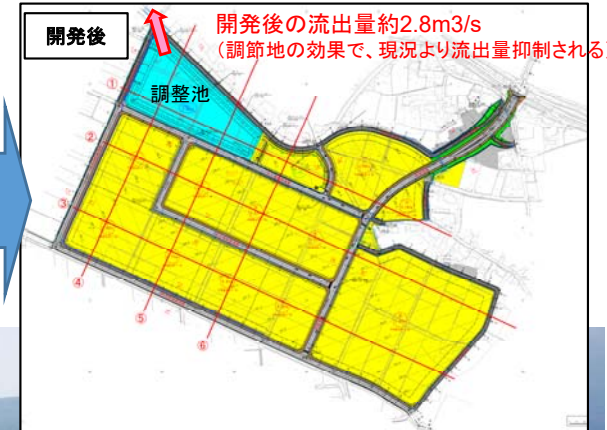 開発後
開発後の流出量約2.8m3/s
(調節地の効果で、現況より流出量抑制される)
調整池
①
②
③
④
⑤
⑥